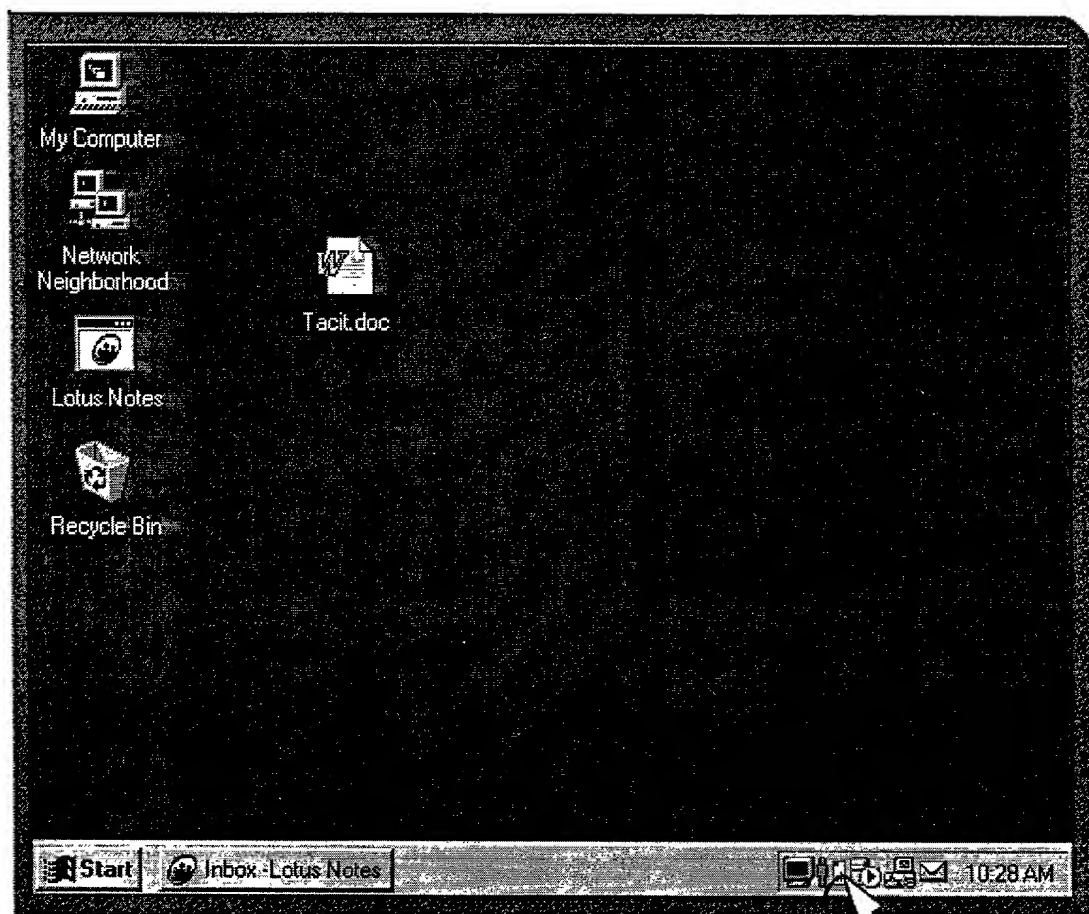 My Computer
Network
Neighborhood
Tacit.doc
Lotus Notes
Recycle Bin
Start
Inbox -Lotus Notes
10:28 AM